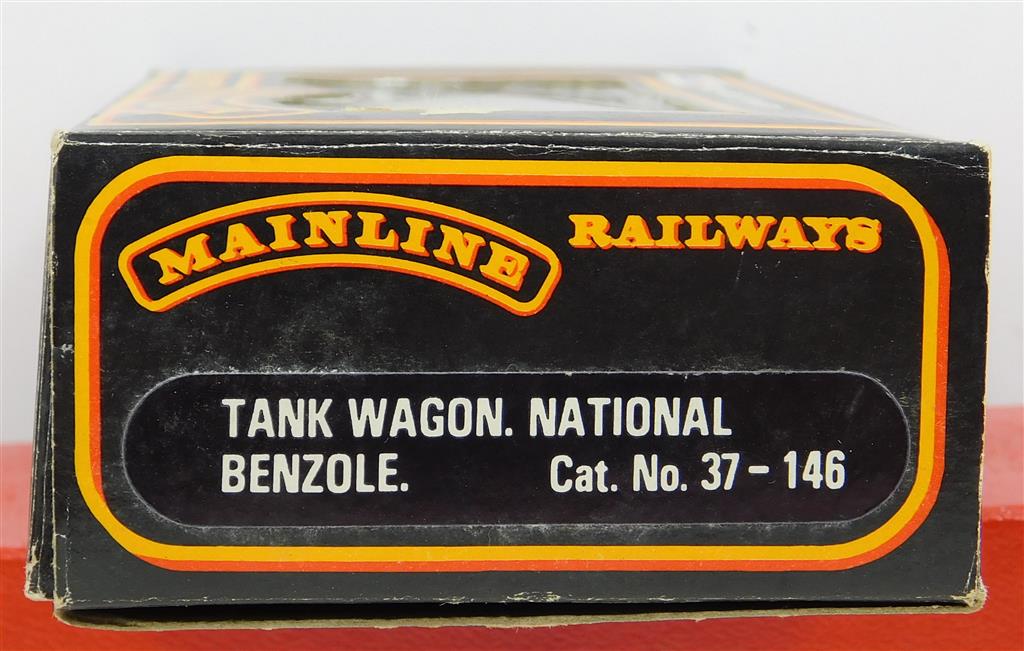 MAINLINE RAILWAYS
TANK WAGON. NATIONAL
BENZOLE. Cat. No. 37-146